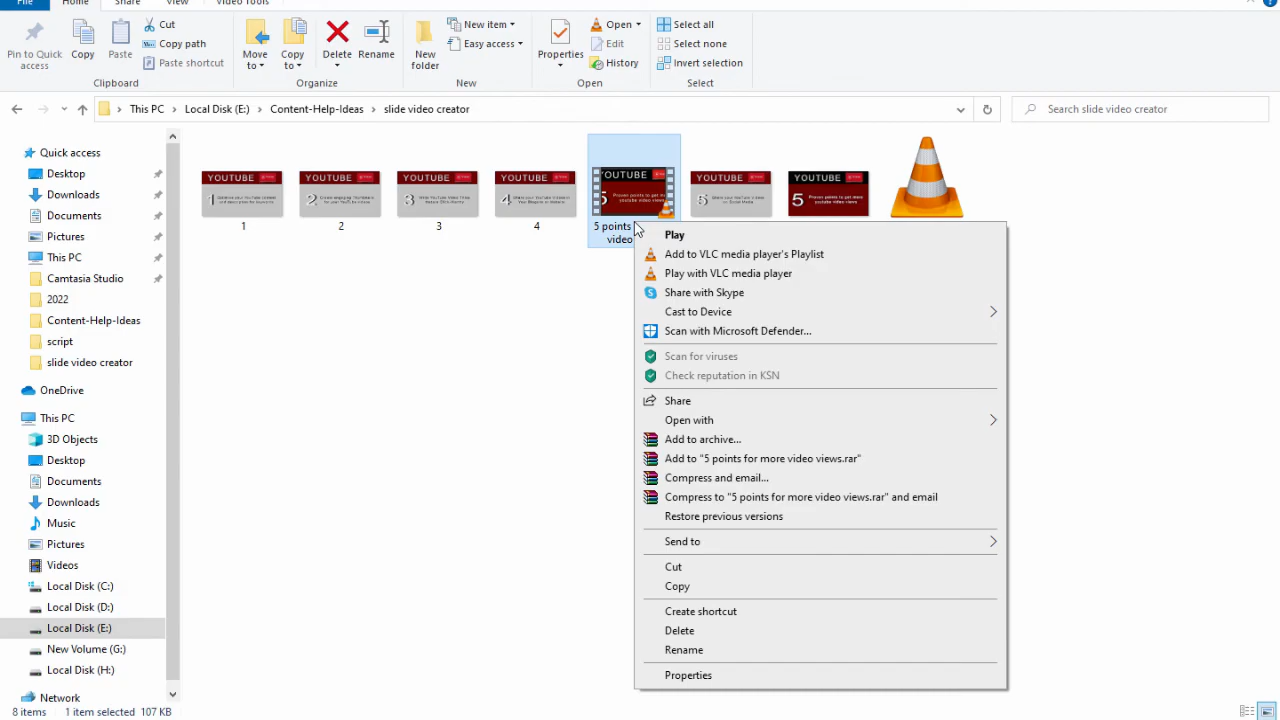 File
Home
Share
View
Video Tools
Pin to Quick
access
Copy
Paste
Cut
Copy path
Paste shortcut
Clipboard
Move
to
Copy
to
Delete
Rename
Organize
New
folder
New item
Easy access
New
Properties
Open
Edit
History
Open
Select all
Select none
Invert selection
Select
This PC
Local Disk (E:)
Content-Help-Ideas
slide video creator
Search slide video creator
Quick access
Desktop
Downloads
Documents
Pictures
This PC
Camtasia Studio
2022
Content-Help-Ideas
script
slide video creator
OneDrive
This PC
3D Objects
Desktop
Documents
Downloads
Music
Pictures
Videos
Local Disk (C:)
Local Disk (D:)
Local Disk (E:)
New Volume (G:)
Local Disk (H:)
Network
YOUTUBE
1
1
YOUTUBE
2
2
YOUTUBE
3
3
YOUTUBE
4
4
YOUTUBE
5
5 points
video
YOUTUBE
5
YOUTUBE
5 Proven points to get more
youtube video views
Play
Add to VLC media player's Playlist
Play with VLC media player
Share with Skype
Cast to Device
Scan with Microsoft Defender...
Scan for viruses
Check reputation in KSN
Share
Open with
Add to archive...
Add to "5 points for more video views.rar"
Compress and email...
Compress to "5 points for more video views.rar" and email
Restore previous versions
Send to
Cut
Copy
Create shortcut
Delete
Rename
Properties
8 items
1 item selected 107 KB